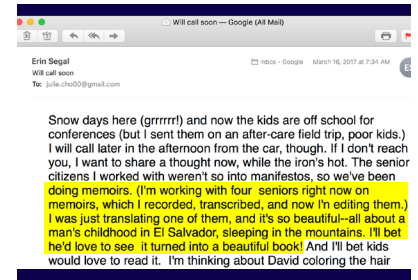 Will call soon — Google (All Mail)
Erin Segal
Inbox - Google March 16, 2017 at 7:34 AM
Will call soon
To: julie.cho00@gmail.com
ES
Snow days here (grrrrrr!) and now the kids are off school for
conferences (but I sent them on an after-care field trip, poor kids.)
I will call later in the afternoon from the car, though. If I don't reach
you, I want to share a thought now, while the iron's hot. The senior
citizens I worked with weren't so into manifestos, so we've been
doing memoirs. (I'm working with four seniors right now on
memoirs, which I recorded, transcribed, and now I'n editing them.)
I was just translating one of them, and it's so beautiful--all about a
man's childhood in El Salvador, sleeping in the mountains. I'll bet
he'd love to see it turned into a beautiful book! And I'll bet kids
would love to read it. I'm thinking about David coloring the hair